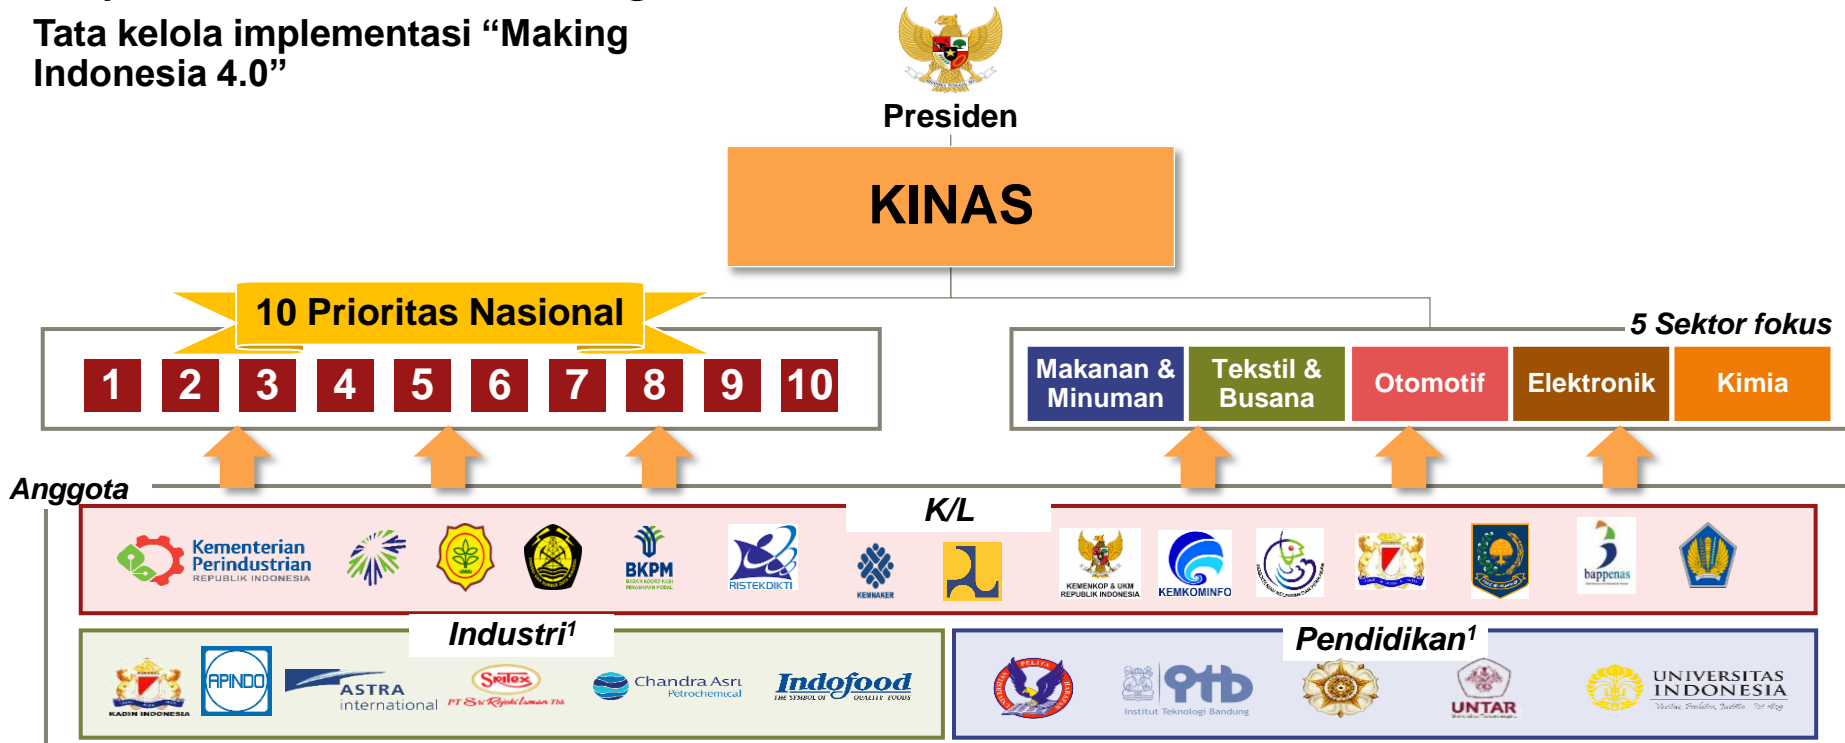 Tata kelola implementasi “Making
Indonesia 4.0”
Presiden
KINAS
10 Prioritas Nasional
5 Sektor fokus
1 2 3 4 5 6 7 8 9 10
Makanan &
Minuman
Tekstil &
Busana
Otomotif
Elektronik
Kimia
Anggota
K/L
Kementerian
Perindustrian
REPUBLIK INDONESIA
BKPM
RISTEKDIKTI
KEMNAKER
KEMENKOP & UKM
REPUBLIK INDONESIA
KEMKOMINFO
bappenas
Industri¹
KADIN INDONESIA
APINDO
ASTRA
international
Sritex
PT Sri Rejeki Isman Tbk
Chandra Asri
Petrochemical
Indofood
THE SYMBOL OF QUALITY FOODS
Pendidikan¹
UNIVERSITAS PELITA HARAPAN
Institut Teknologi Bandung
UNTAR
UNIVERSITAS
INDONESIA